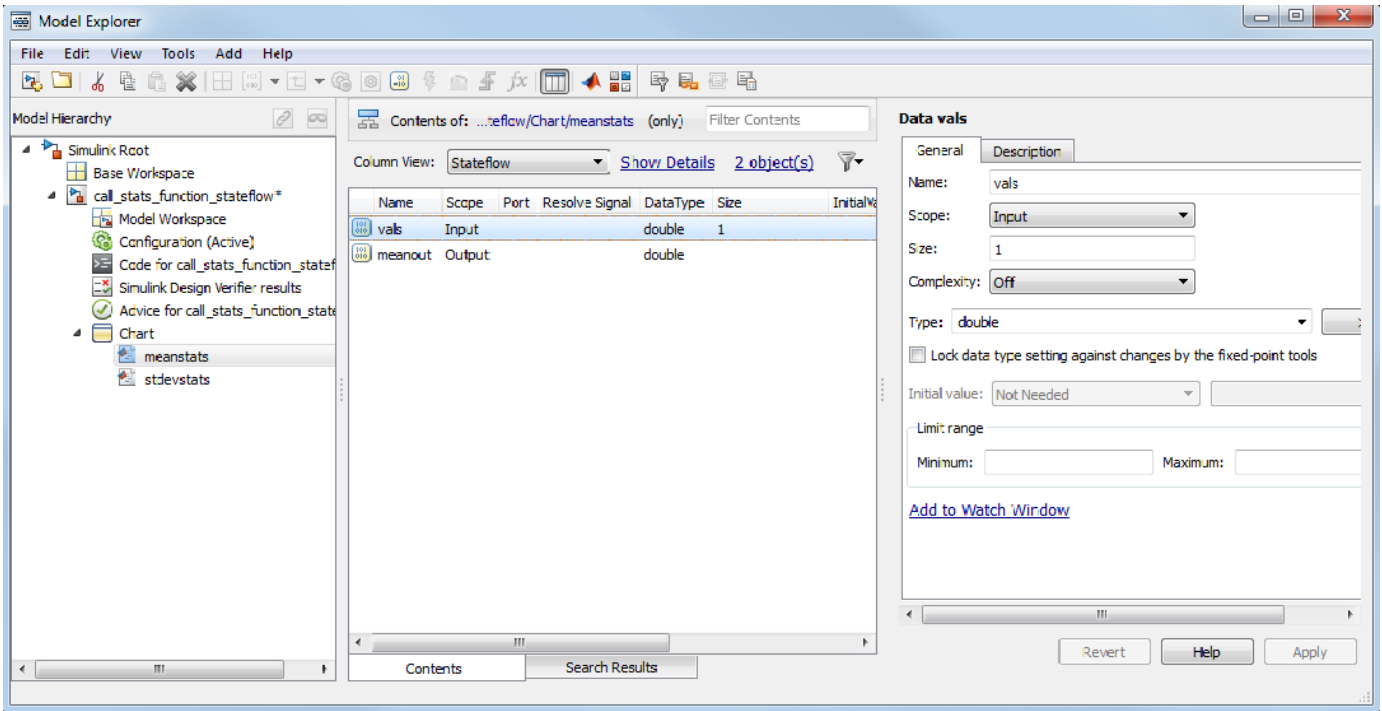 Model Explorer
File Edit View Tools Add Help
Model Hierarchy
Simulink Root
Base Workspace
call_stats_function_stateflow*
Model Workspace
Configuration (Active)
Code for call_stats_function_statef
Simulink Design Verifier results
Advice for call_stats_function_state
Chart
meanstats
stdevstats
Contents of: ...teflow/Chart/meanstats (only) Filter Contents
Column View: Stateflow Show Details 2 object(s)
Name Scope Port Resolve Signal DataType Size InitialVa
vals Input double 1
meanout Output double
Contents Search Results
Data vals
General Description
Name: vals
Scope: Input
Size: 1
Complexity: Off
Type: double
Lock data type setting against changes by the fixed-point tools
Initial value: Not Needed
Limit range
Minimum: Maximum:
Add to Watch Window
Revert Help Apply